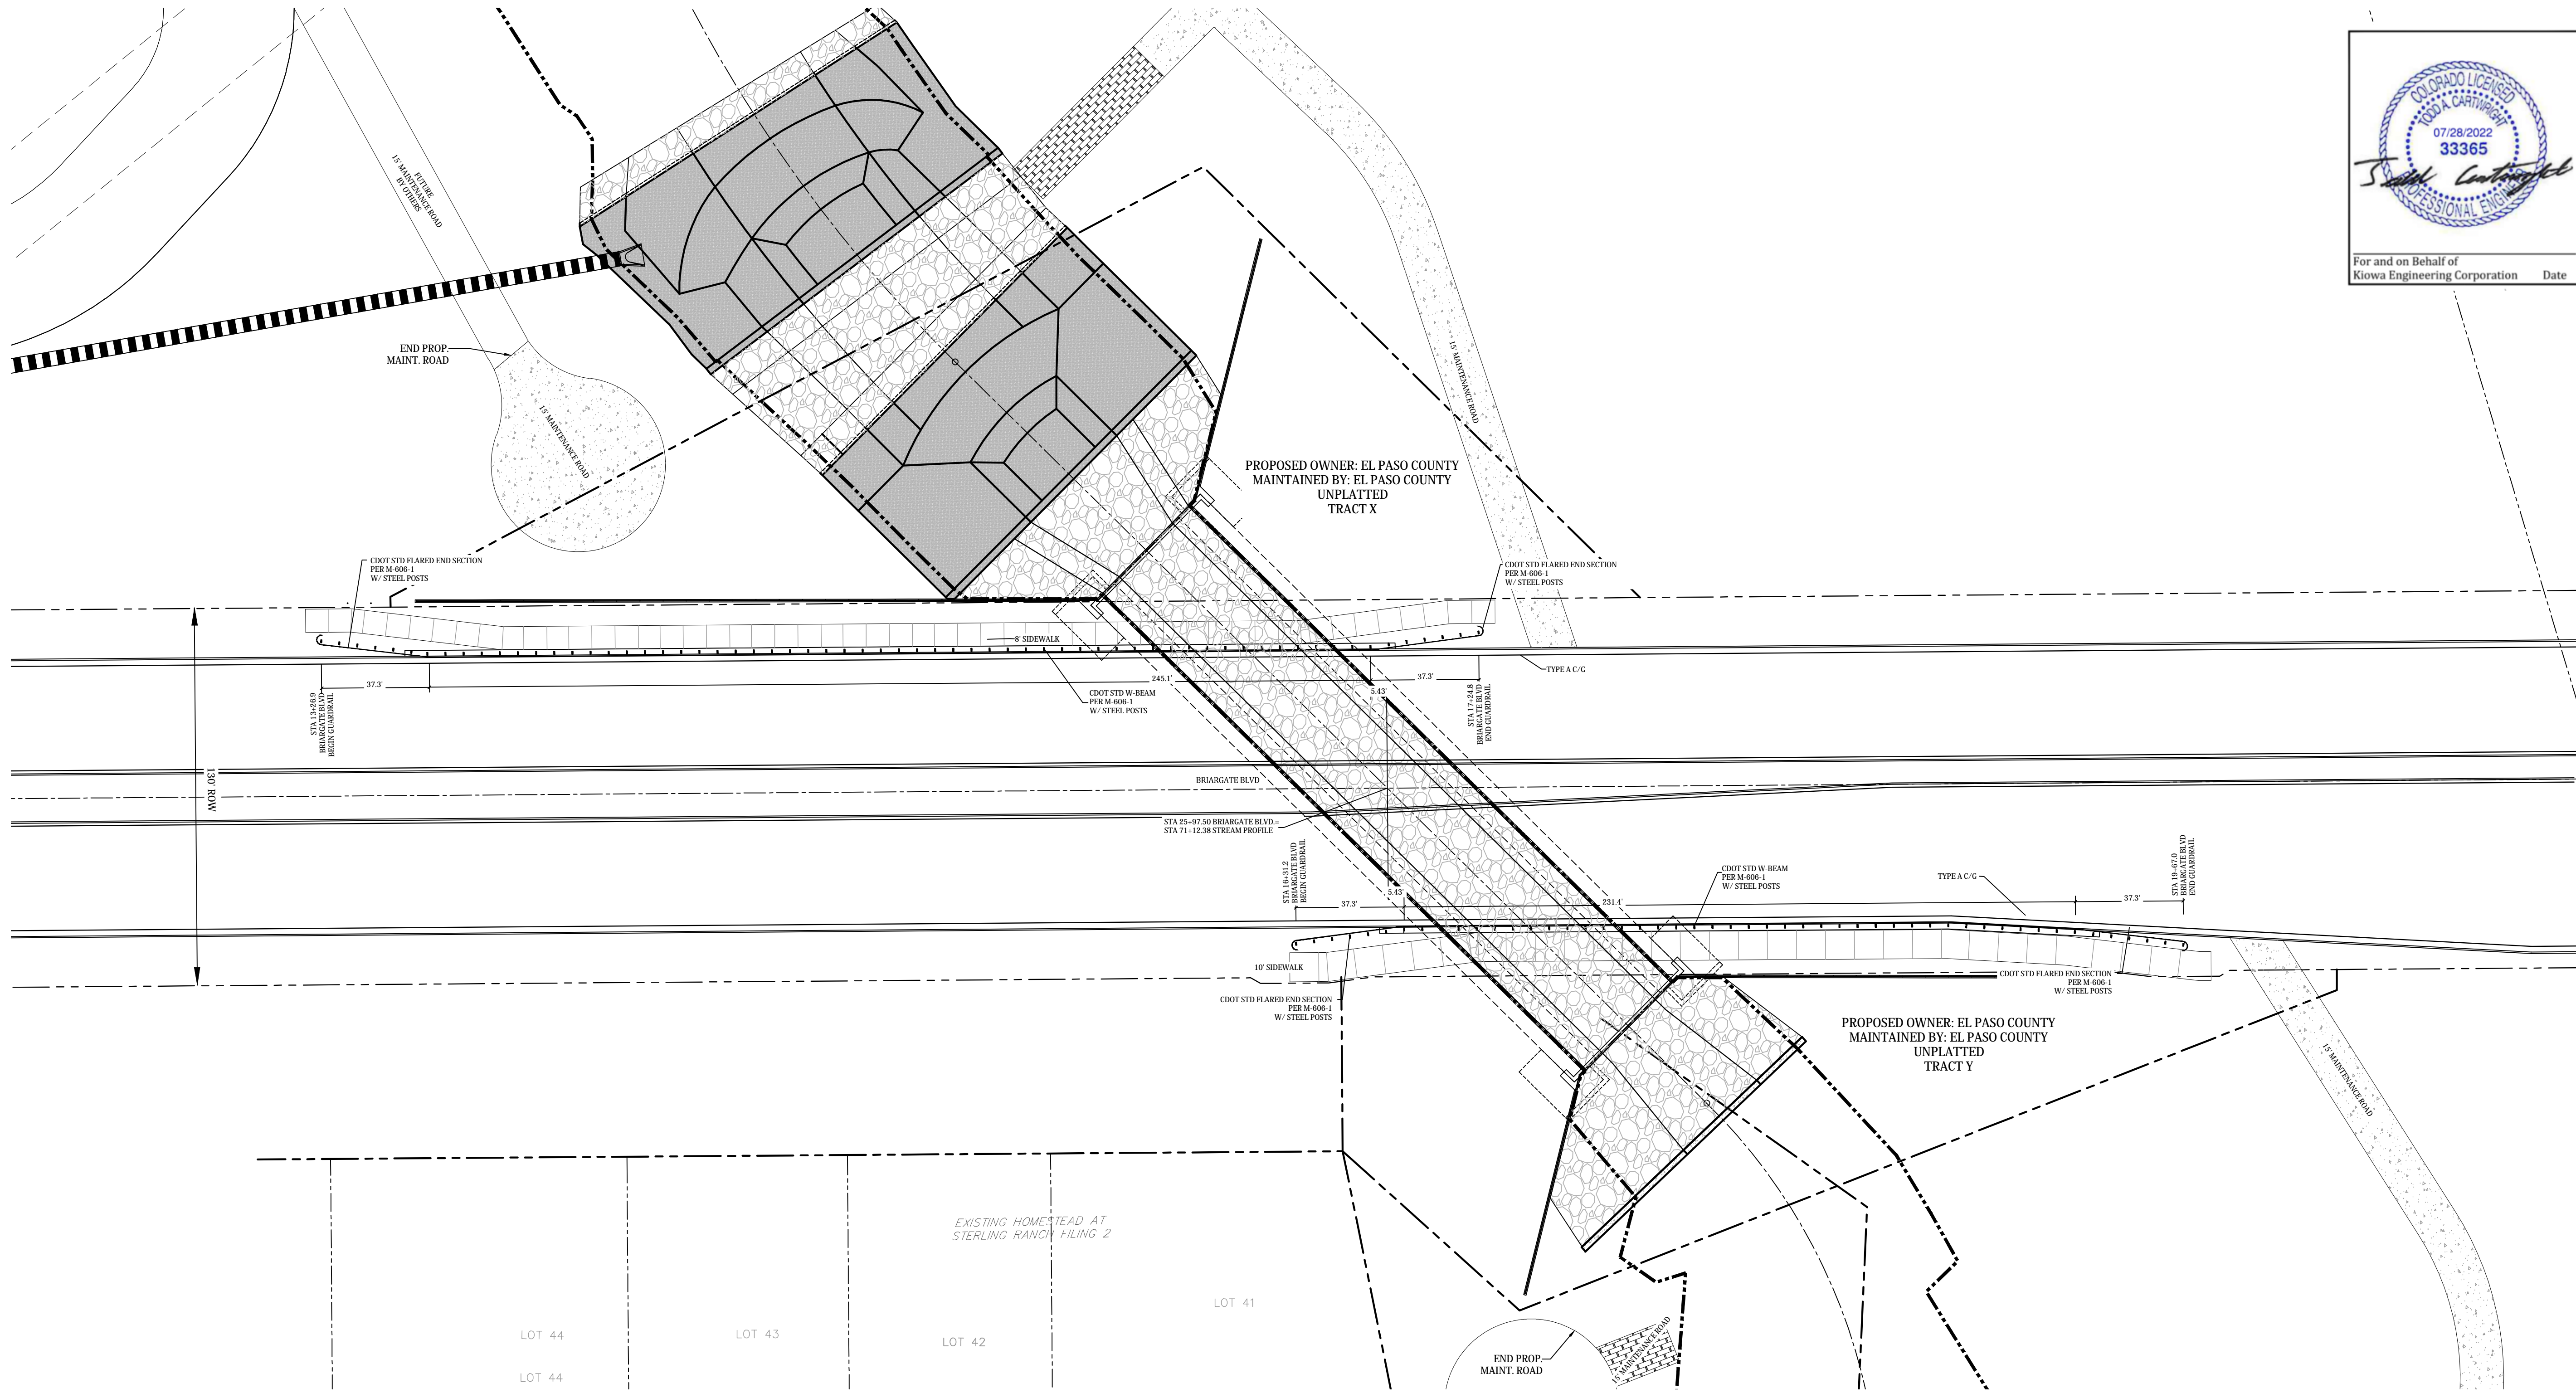 COLORADO LICENSED
TODD A. CARTWRIGHT
07/28/2022
33365
PROFESSIONAL ENGINEER
For and on Behalf of
Kiowa Engineering Corporation Date
FUTURE
15' MAINTENANCE ROAD
BY OTHERS
END PROP.
MAINT. ROAD
15' MAINTENANCE ROAD
15' MAINTENANCE ROAD
PROPOSED OWNER: EL PASO COUNTY
MAINTAINED BY: EL PASO COUNTY
UNPLATTED
TRACT X
CDOT STD FLARED END SECTION
PER M-606-1
W/ STEEL POSTS
CDOT STD FLARED END SECTION
PER M-606-1
W/ STEEL POSTS
8' SIDEWALK
TYPE A C/G
37.3'
245.1'
37.3'
5.43'
STA 13+26.9
BRIARGATE BLVD
BEGIN GUARDRAIL
CDOT STD W-BEAM
PER M-606-1
W/ STEEL POSTS
STA 17+24.8
BRIARGATE BLVD
END GUARDRAIL
130' ROW
BRIARGATE BLVD
STA 25+97.50 BRIARGATE BLVD.=
STA 71+12.38 STREAM PROFILE
STA 16+31.2
BRIARGATE BLVD
BEGIN GUARDRAIL
CDOT STD W-BEAM
PER M-606-1
W/ STEEL POSTS
TYPE A C/G
STA 19+67.0
BRIARGATE BLVD
END GUARDRAIL
5.43'
37.3'
231.4'
37.3'
10' SIDEWALK
CDOT STD FLARED END SECTION
PER M-606-1
W/ STEEL POSTS
CDOT STD FLARED END SECTION
PER M-606-1
W/ STEEL POSTS
PROPOSED OWNER: EL PASO COUNTY
MAINTAINED BY: EL PASO COUNTY
UNPLATTED
TRACT Y
15' MAINTENANCE ROAD
EXISTING HOMESTEAD AT
STERLING RANCH FILING 2
LOT 44
LOT 43
LOT 42
LOT 41
LOT 44
END PROP.
MAINT. ROAD
15' MAINTENANCE ROAD